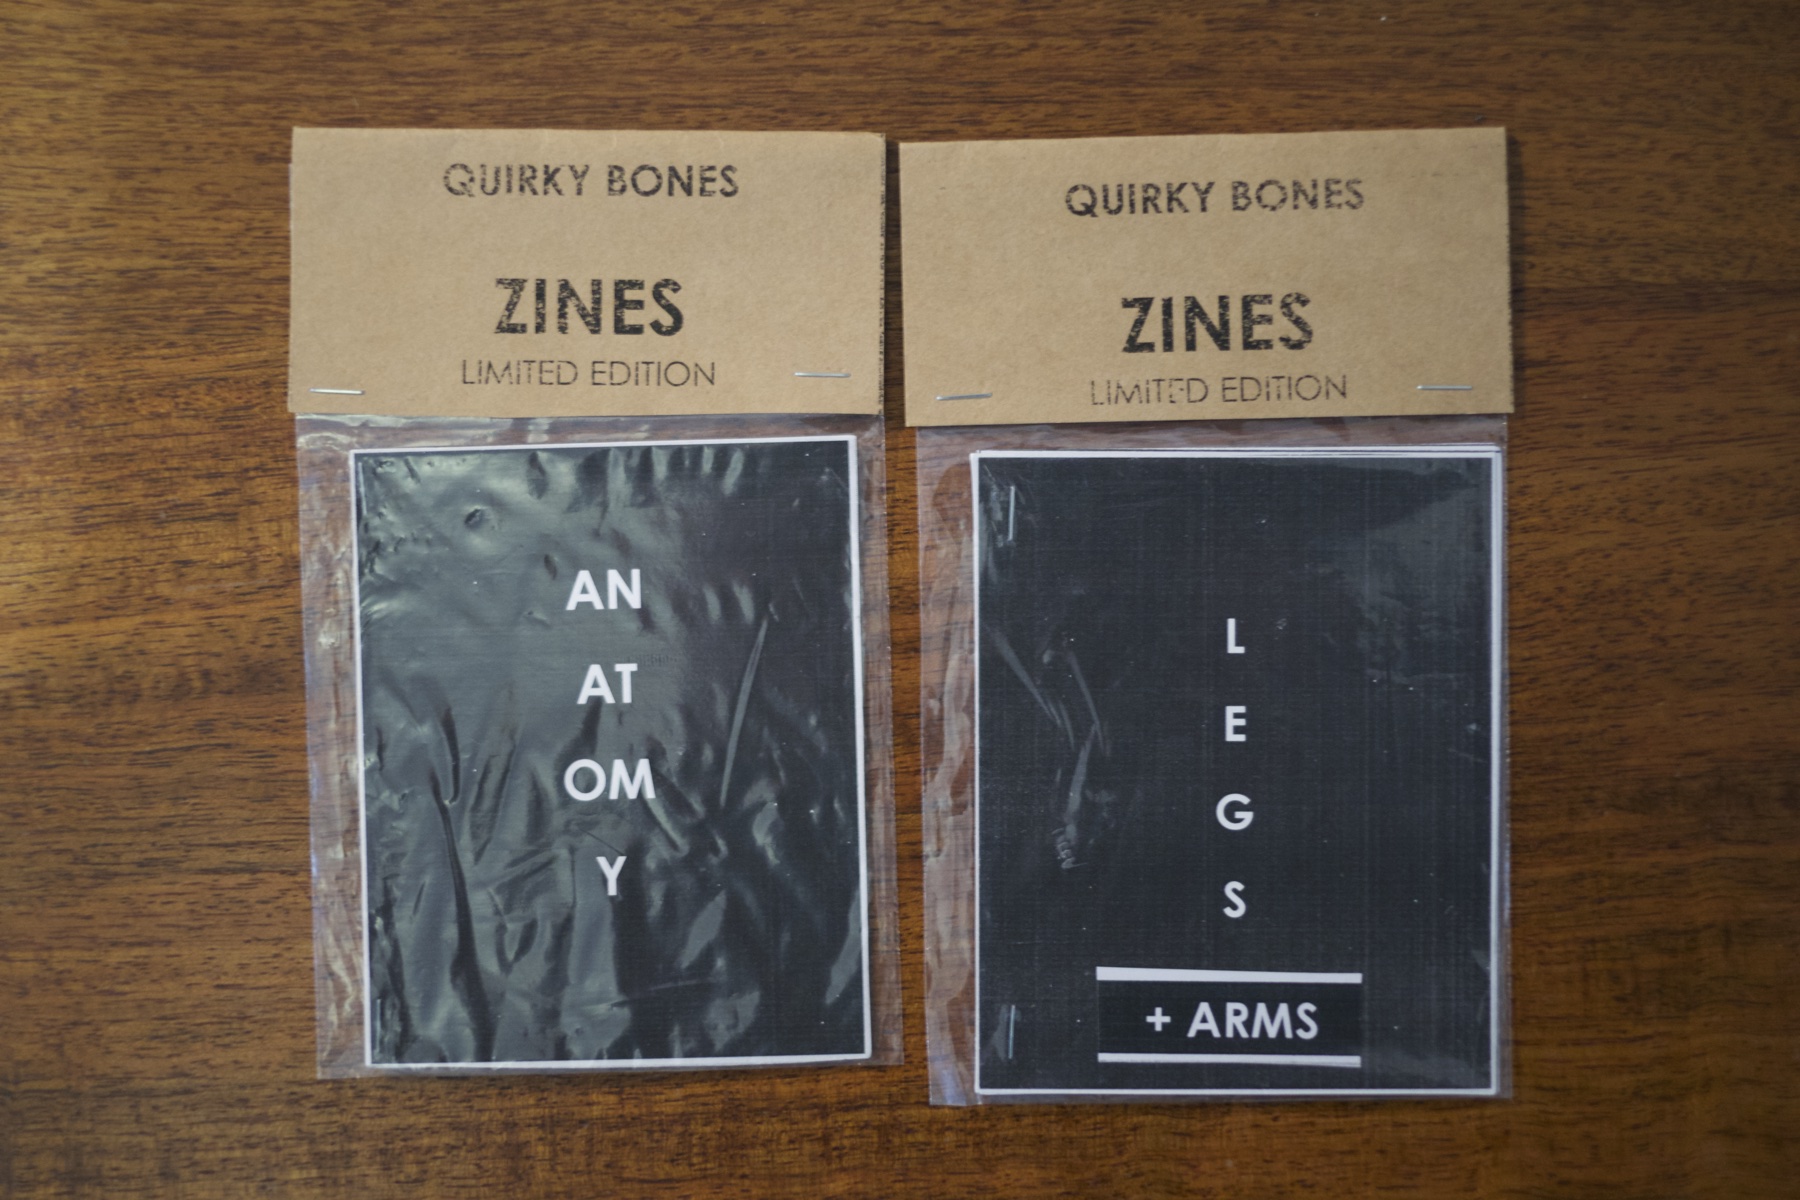 QUIRKY BONES
ZINES
LIMITED EDITION
AN
AT
OM
Y
QUIRKY BONES
ZINES
LIMITED EDITION
L
E
G
S
+ ARMS